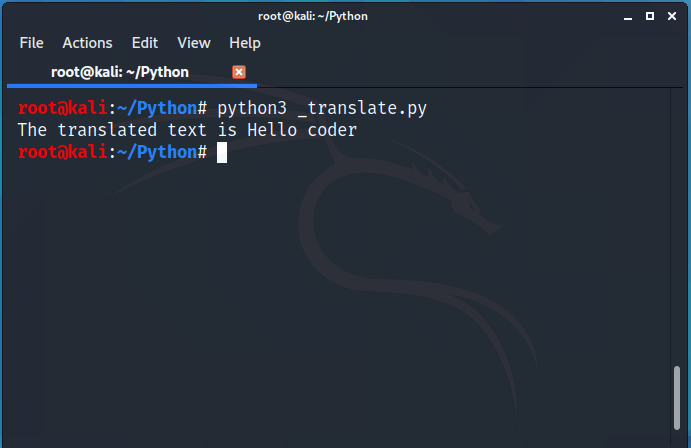 root@kali: ~/Python
File Actions Edit View Help
root@kali: ~/Python
root@kali:~/Python# python3 _translate.py
The translated text is Hello coder
root@kali:~/Python#